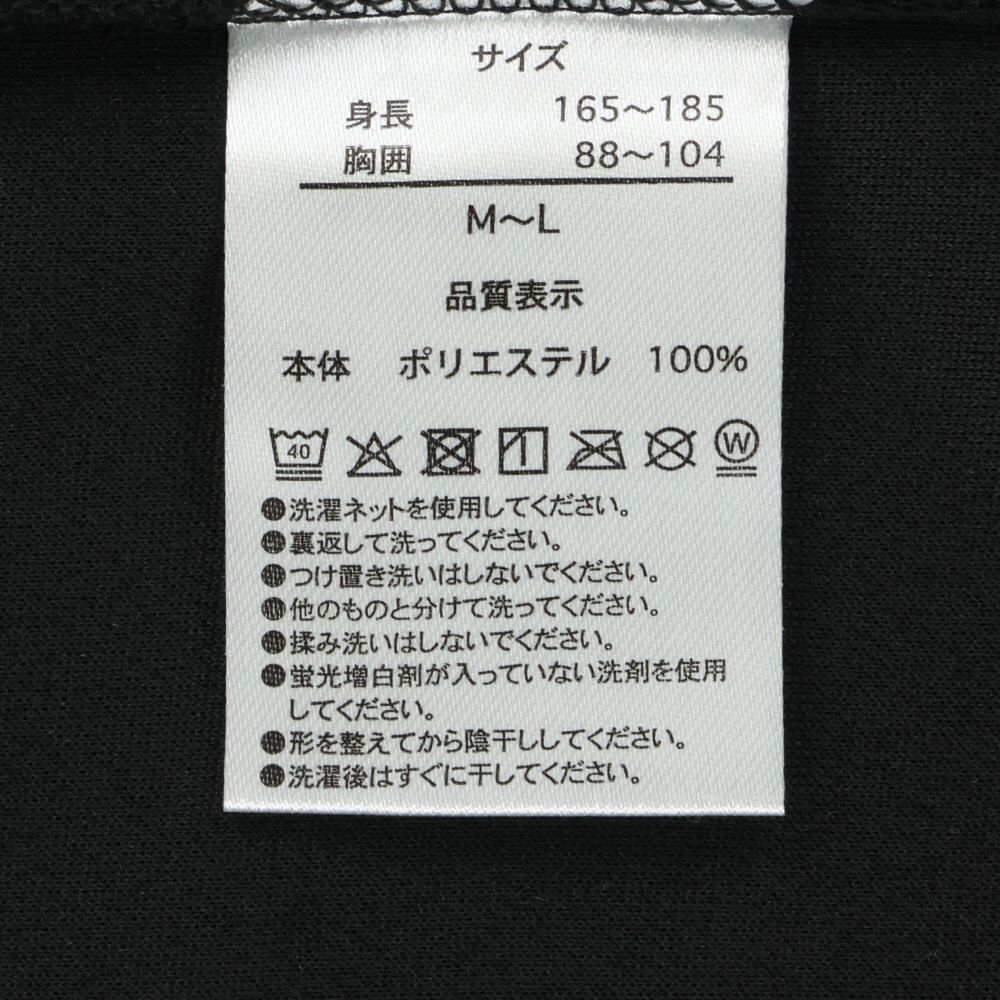 サイズ
身長 165～185
胸囲 88～104
M～L
品質表示
本体 ポリエステル 100%
40 W
●洗濯ネットを使用してください。
●裏返して洗ってください。
●つけ置き洗いはしないでください。
●他のものと分けて洗ってください。
●揉み洗いはしないでください。
●蛍光増白剤が入っていない洗剤を使用
してください。
●形を整えてから陰干ししてください。
●洗濯後はすぐに干してください。